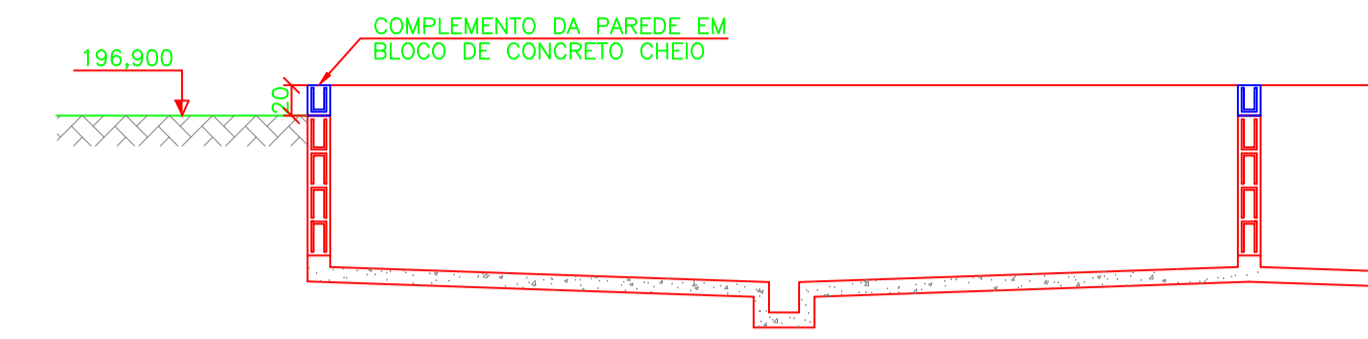 COMPLEMENTO DA PAREDE EM
BLOCO DE CONCRETO CHEIO
196,900
20